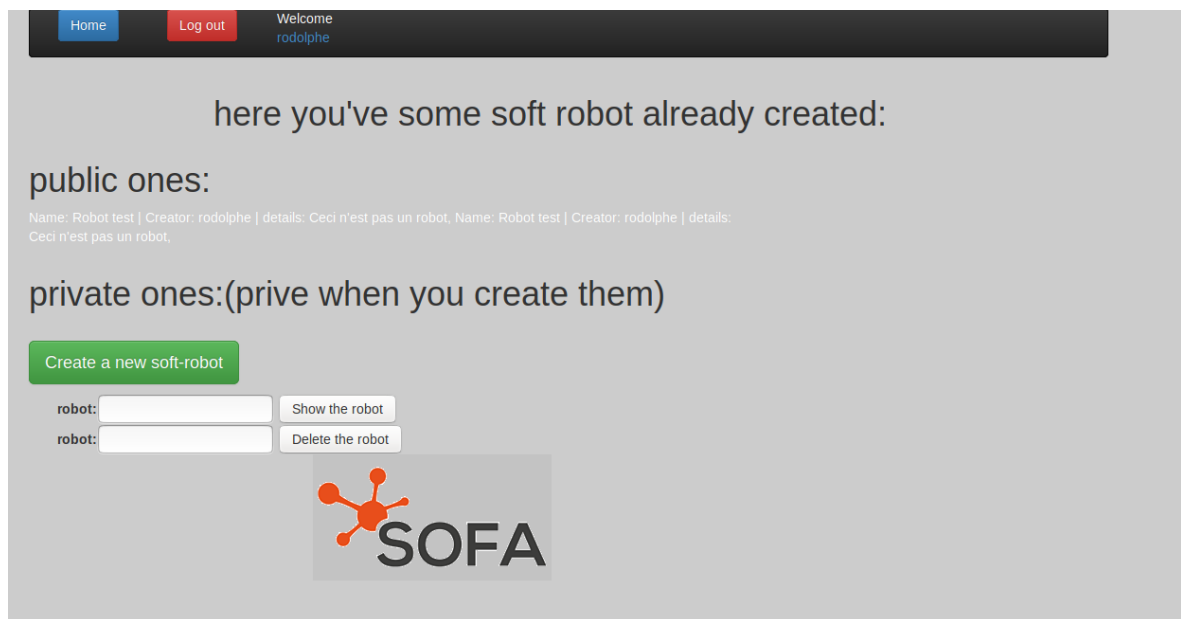 Home
Log out
Welcome
rodolphe
here you've some soft robot already created:
public ones:
Name: Robot test | Creator: rodolphe | details: Ceci n'est pas un robot, Name: Robot test | Creator: rodolphe | details:
Ceci n'est pas un robot,
private ones:(prive when you create them)
Create a new soft-robot
robot:
Show the robot
robot:
Delete the robot
SOFA